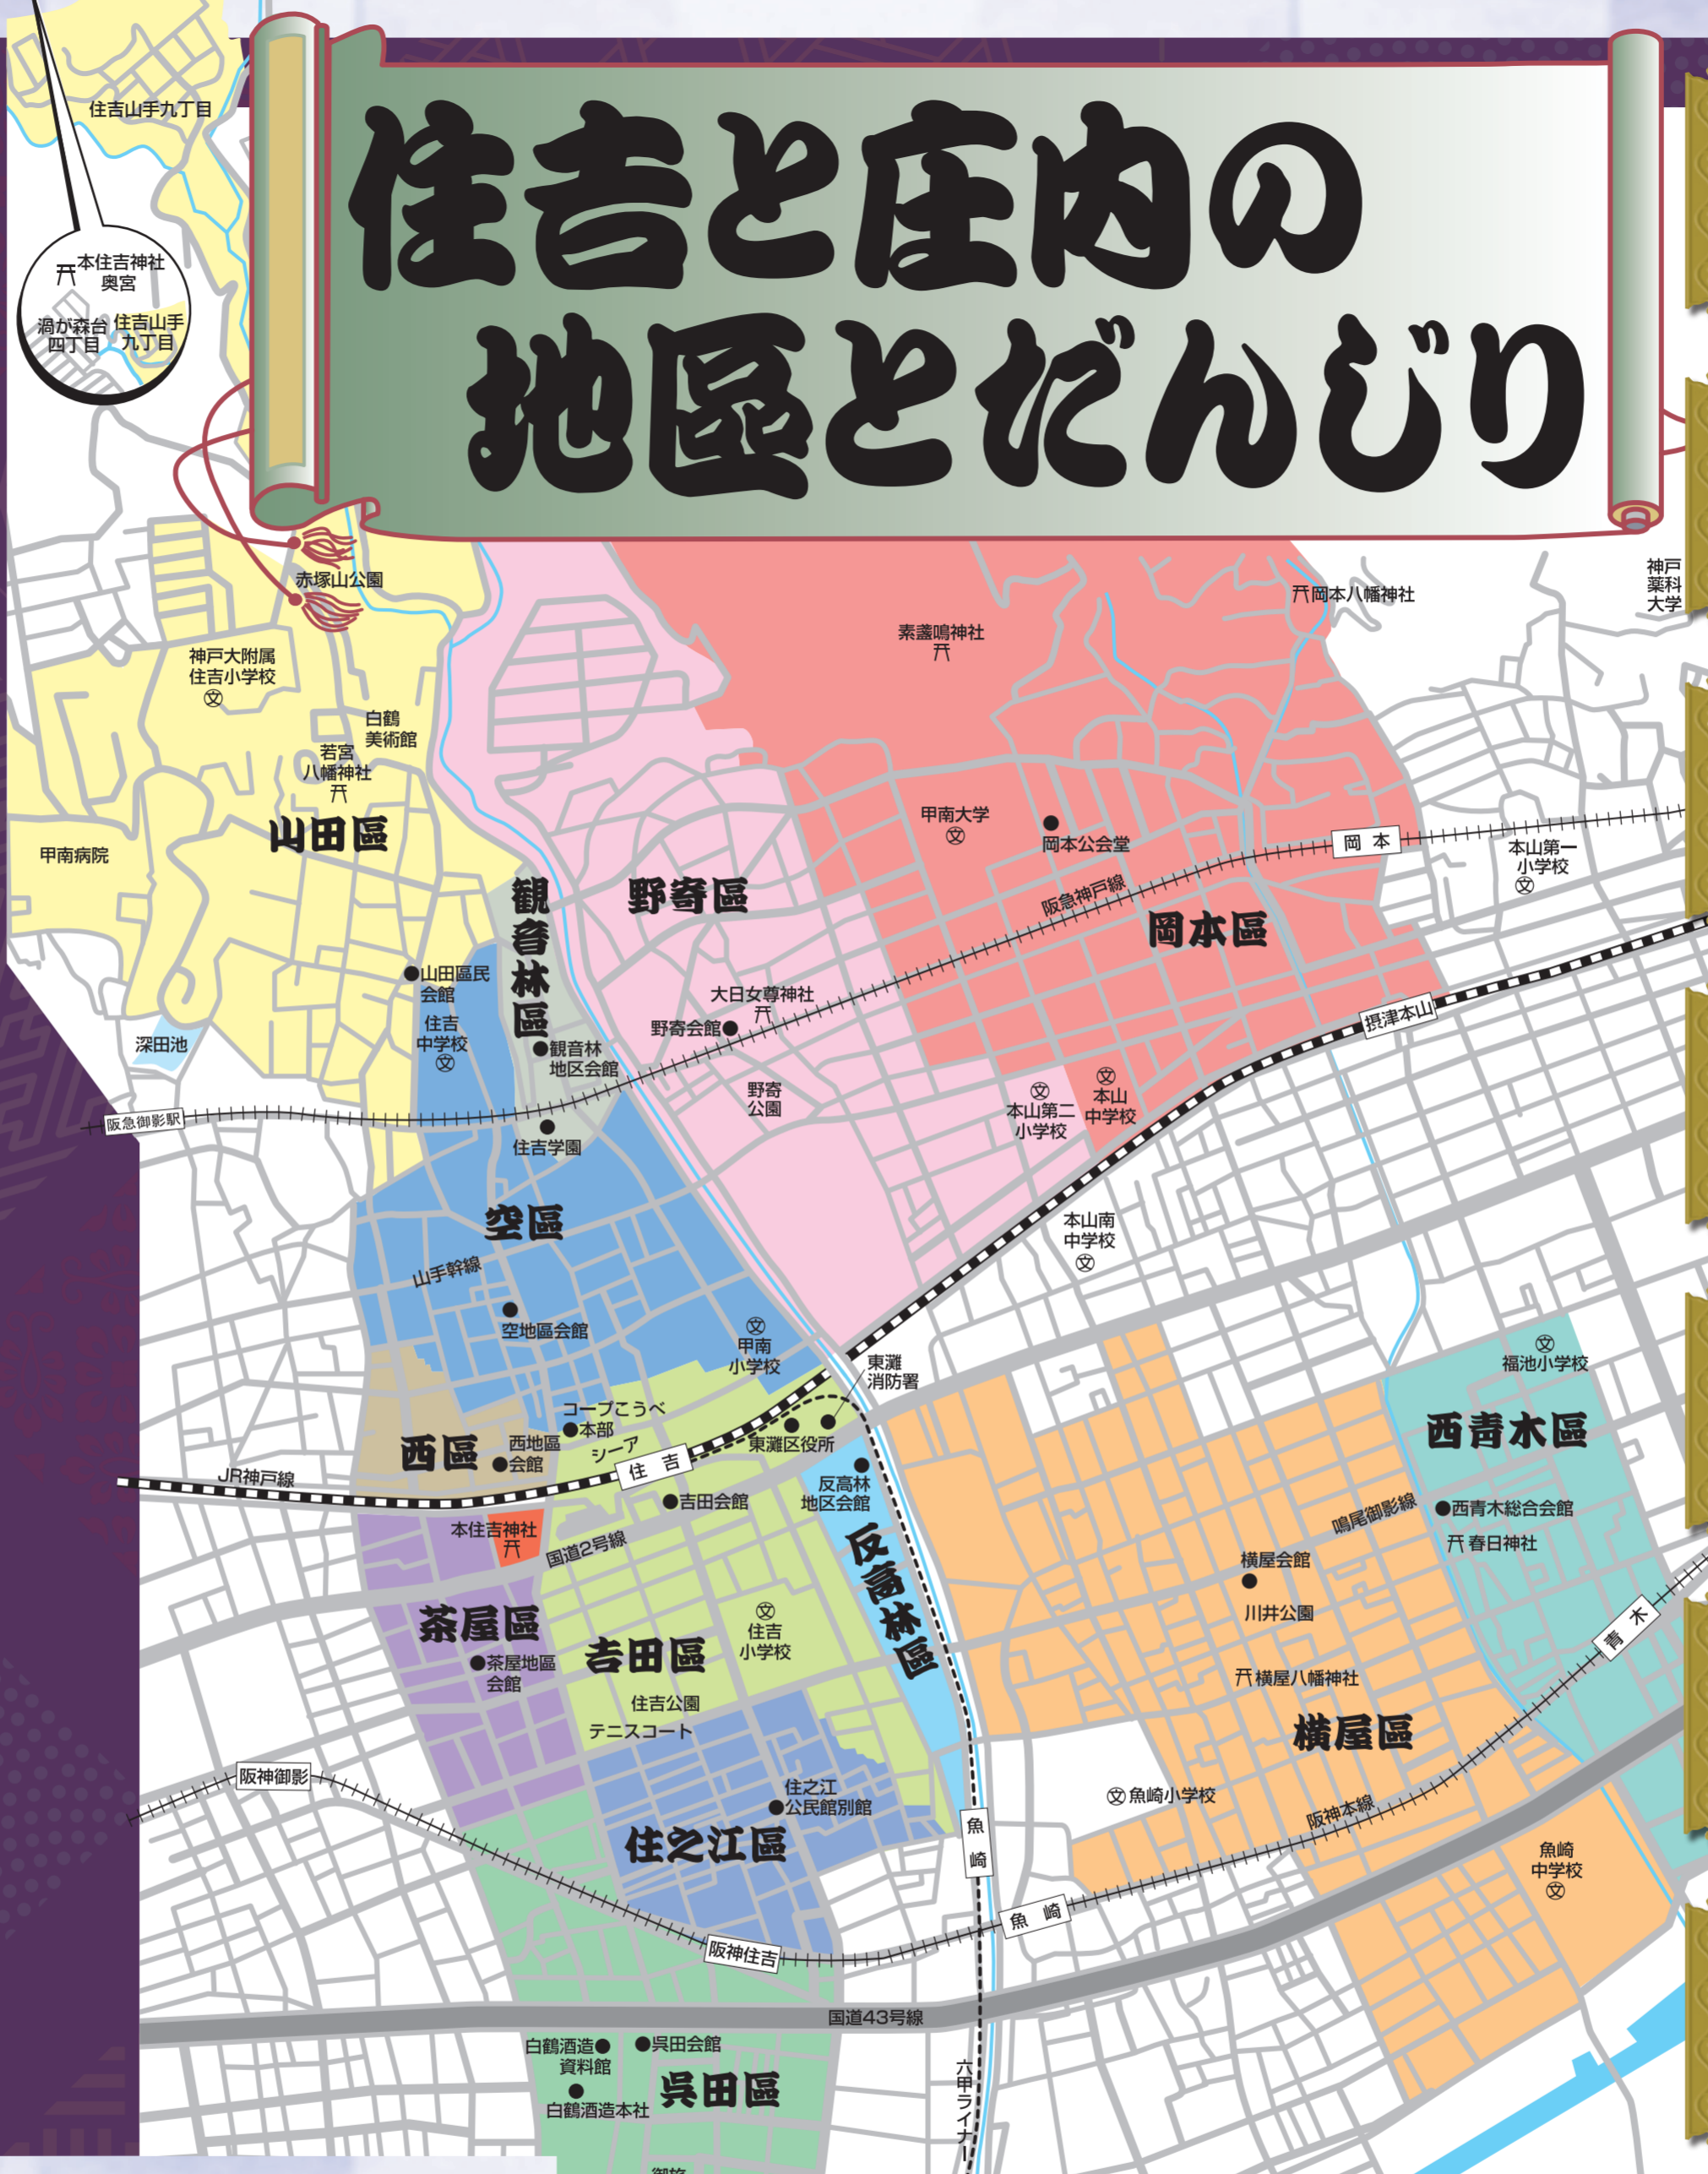 住吉と庄内の
地區とだんじり
住吉山手九丁目
本住吉神社
奥宮
渦が森台
四丁目
住吉山手
九丁目
赤塚山公園
神戸
薬科
大学
岡本八幡神社
素盞鳴神社
神戸大附属
住吉小学校
文
白鶴
美術館
若宮
八幡神社
山田區
甲南病院
甲南大学
文
岡本公会堂
岡本
本山第一
小学校
文
阪急神戸線
観音林區
野寄區
岡本區
山田區民
会館
住吉
中学校
文
大日女尊神社
野寄会館
観音林
地区会館
深田池
摂津本山
野寄
公園
文
本山第二
小学校
文
本山
中学校
阪急御影駅
住吉学園
空區
本山南
中学校
文
山手幹線
空地區会館
文
甲南
小学校
東灘
消防署
文
福池小学校
コープこうべ
本部
シーア
東灘区役所
西區
西地區
会館
住吉
西青木區
JR神戸線
吉田会館
反高林
地区会館
鳴尾御影線
西青木総合会館
春日神社
本住吉神社
国道2号線
反高林區
横屋会館
川井公園
茶屋區
吉田區
文
住吉
小学校
青木
茶屋地區
会館
横屋八幡神社
住吉公園
テニスコート
横屋區
阪神御影
住之江
公民館別館
文
魚崎小学校
阪神本線
住之江區
魚崎
魚崎
中学校
文
魚崎
阪神住吉
国道43号線
白鶴酒造
資料館
呉田会館
呉田區
白鶴酒造本社
六甲ライナー